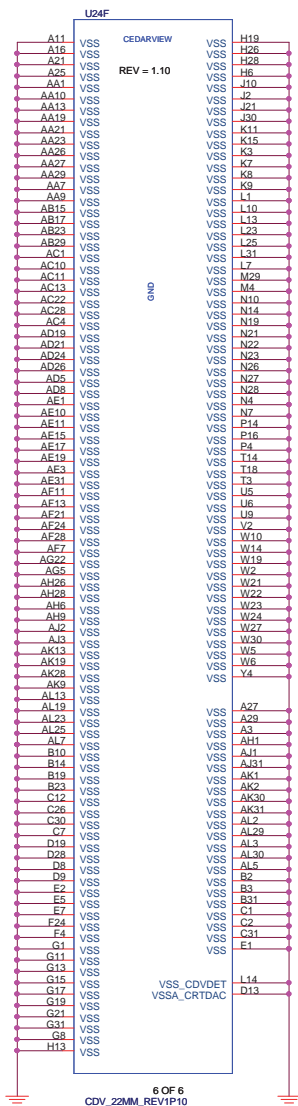 U24F
CEDARVIEW
REV = 1.10
GND
A11 VSS
A16 VSS
A21 VSS
A25 VSS
AA1 VSS
AA10 VSS
AA13 VSS
AA19 VSS
AA21 VSS
AA23 VSS
AA26 VSS
AA27 VSS
AA29 VSS
AA7 VSS
AA9 VSS
AB15 VSS
AB17 VSS
AB23 VSS
AB29 VSS
AC1 VSS
AC10 VSS
AC11 VSS
AC13 VSS
AC22 VSS
AC28 VSS
AC4 VSS
AD19 VSS
AD21 VSS
AD24 VSS
AD26 VSS
AD5 VSS
AD8 VSS
AE1 VSS
AE10 VSS
AE11 VSS
AE15 VSS
AE17 VSS
AE19 VSS
AE3 VSS
AE31 VSS
AF11 VSS
AF13 VSS
AF21 VSS
AF24 VSS
AF28 VSS
AF7 VSS
AG22 VSS
AG5 VSS
AH26 VSS
AH28 VSS
AH6 VSS
AH9 VSS
AJ2 VSS
AJ3 VSS
AK13 VSS
AK19 VSS
AK28 VSS
AK9 VSS
AL13 VSS
AL19 VSS
AL23 VSS
AL25 VSS
AL7 VSS
B10 VSS
B14 VSS
B19 VSS
B23 VSS
C12 VSS
C26 VSS
C30 VSS
C7 VSS
D19 VSS
D28 VSS
D8 VSS
D9 VSS
E2 VSS
E5 VSS
E7 VSS
F24 VSS
F4 VSS
G1 VSS
G11 VSS
G13 VSS
G15 VSS
G17 VSS
G19 VSS
G21 VSS
G31 VSS
G8 VSS
H13 VSS
VSS H19
VSS H26
VSS H28
VSS H6
VSS J10
VSS J2
VSS J21
VSS J30
VSS K11
VSS K15
VSS K3
VSS K7
VSS K8
VSS K9
VSS L1
VSS L10
VSS L13
VSS L23
VSS L25
VSS L31
VSS L7
VSS M29
VSS M4
VSS N10
VSS N14
VSS N19
VSS N21
VSS N22
VSS N23
VSS N26
VSS N27
VSS N28
VSS N4
VSS N7
VSS P14
VSS P16
VSS P4
VSS T14
VSS T18
VSS T3
VSS U5
VSS U6
VSS U9
VSS V2
VSS W10
VSS W14
VSS W19
VSS W2
VSS W21
VSS W22
VSS W23
VSS W24
VSS W27
VSS W30
VSS W5
VSS W6
VSS Y4
VSS A27
VSS A29
VSS A3
VSS AH1
VSS AJ1
VSS AJ31
VSS AK1
VSS AK2
VSS AK30
VSS AK31
VSS AL2
VSS AL29
VSS AL3
VSS AL30
VSS AL5
VSS B2
VSS B3
VSS B31
VSS C1
VSS C2
VSS C31
VSS E1
VSS_CDVDET L14
VSSA_CRTDAC D13
6 OF 6
CDV_22MM_REV1P10